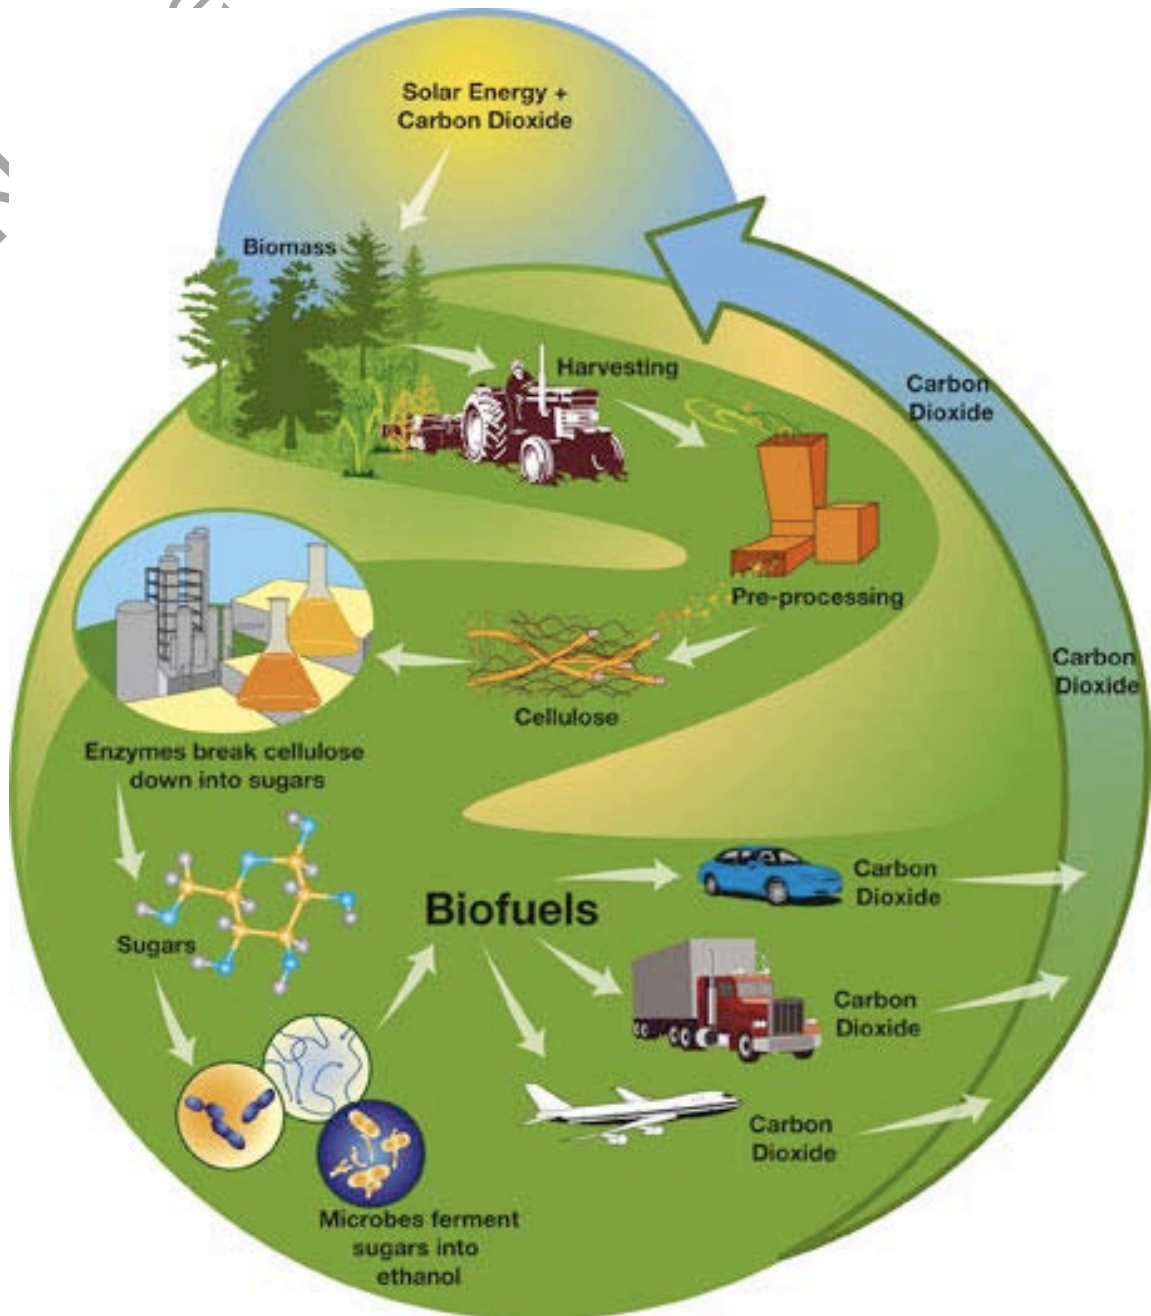 Solar Energy +
Carbon Dioxide
Biomass
Harvesting
Carbon
Dioxide
Pre-processing
Carbon
Dioxide
Cellulose
Enzymes break cellulose
down into sugars
Carbon
Dioxide
Biofuels
Sugars
Carbon
Dioxide
Carbon
Dioxide
Microbes ferment
sugars into
ethanol